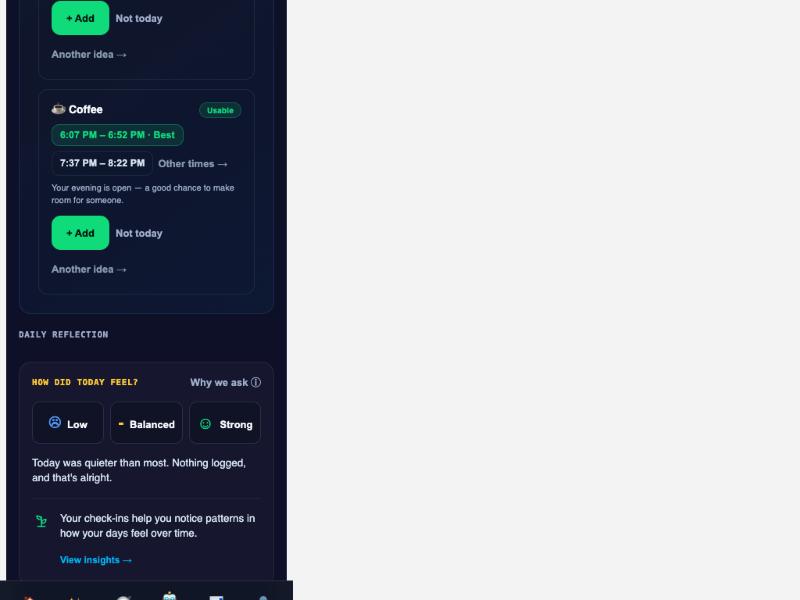 + Add Not today
Another idea →
☕ Coffee Usable
6:07 PM – 6:52 PM · Best
7:37 PM – 8:22 PM Other times →
Your evening is open — a good chance to make
room for someone.
+ Add Not today
Another idea →
DAILY REFLECTION
HOW DID TODAY FEEL? Why we ask ⓘ
Low Balanced Strong
Today was quieter than most. Nothing logged,
and that's alright.
Your check-ins help you notice patterns in
how your days feel over time.
View insights →